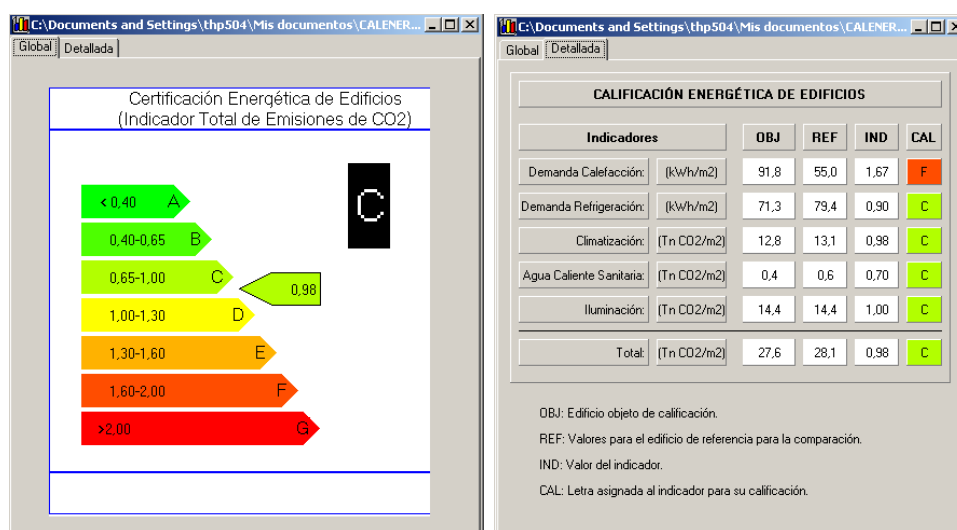 C:\Documents and Settings\thp504\Mis documentos\CALENER...
Global Detallada
Certificación Energética de Edificios
(Indicador Total de Emisiones de CO2)
C
< 0,40 A
0,40-0,65 B
0,65-1,00 C
0,98
1,00-1,30 D
1,30-1,60 E
1,60-2,00 F
>2,00 G
C:\Documents and Settings\thp504\Mis documentos\CALENER...
Global Detallada
CALIFICACIÓN ENERGÉTICA DE EDIFICIOS
Indicadores OBJ REF IND CAL
Demanda Calefacción: (kWh/m2) 91,8 55,0 1,67 F
Demanda Refrigeración: (kWh/m2) 71,3 79,4 0,90 C
Climatización: (Tn CO2/m2) 12,8 13,1 0,98 C
Agua Caliente Sanitaria: (Tn CO2/m2) 0,4 0,6 0,70 C
Iluminación: (Tn CO2/m2) 14,4 14,4 1,00 C
Total: (Tn CO2/m2) 27,6 28,1 0,98 C
OBJ: Edificio objeto de calificación.
REF: Valores para el edificio de referencia para la comparación.
IND: Valor del indicador.
CAL: Letra asignada al indicador para su calificación.